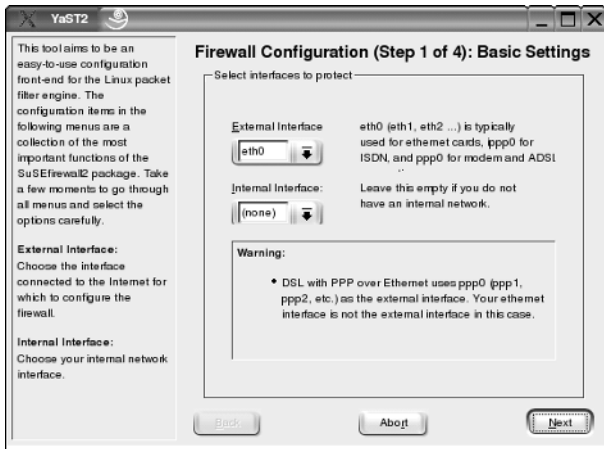 YaST2
This tool aims to be an
easy-to-use configuration
front-end for the Linux packet
filter engine. The
configuration items in the
following menus are a
collection of the most
important functions of the
SuSEfirewall2 package. Take
a few moments to go through
all menus and select the
options carefully.
External Interface:
Choose the interface
connected to the Internet for
which to configure the
firewall.
Internal Interface:
Choose your internal network
interface.
Firewall Configuration (Step 1 of 4): Basic Settings
Select interfaces to protect
External Interface
eth0
eth0 (eth1, eth2 ...) is typically
used for ethernet cards, ippp0 for
ISDN, and ppp0 for modem and ADSL
Internal Interface:
(none)
Leave this empty if you do not
have an internal network.
Warning:
• DSL with PPP over Ethernet uses ppp0 (ppp1,
ppp2, etc.) as the external interface. Your ethernet
interface is not the external interface in this case.
Back
Abort
Next